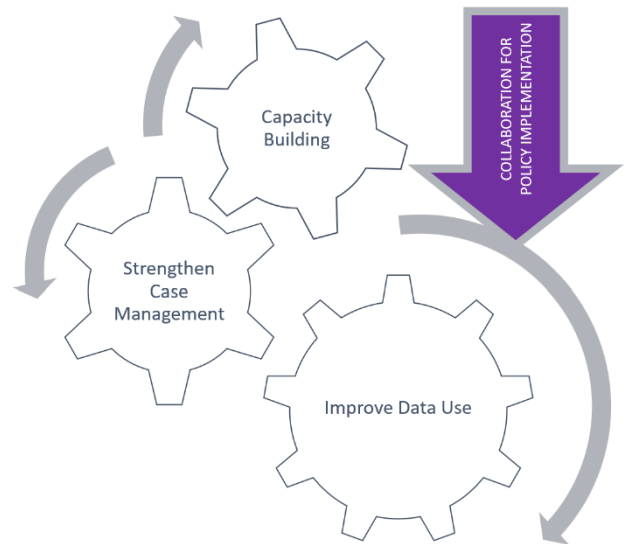 COLLABORATION FOR
POLICY IMPLEMENTATION
Capacity
Building
Strengthen
Case
Management
Improve Data Use